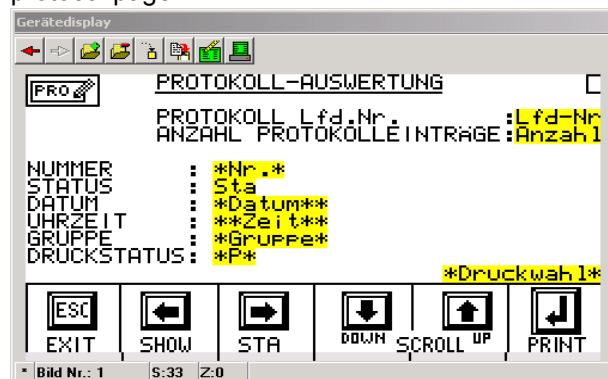 Gerätedisplay
PRO
PROTOKOLL-AUSWERTUNG
PROTOKOLL Lfd.Nr. :Lfd-Nr
ANZAHL PROTOKOLLEINTRÄGE:Anzahl
NUMMER : *Nr.*
STATUS : Sta
DATUM : *Datum**
UHRZEIT : **Zeit**
GRUPPE : *Gruppe*
DRUCKSTATUS: *P*
*Druckwahl*
ESC
EXIT SHOW STA DOWN SCROLL UP PRINT
* Bild Nr.: 1 S:33 Z:0